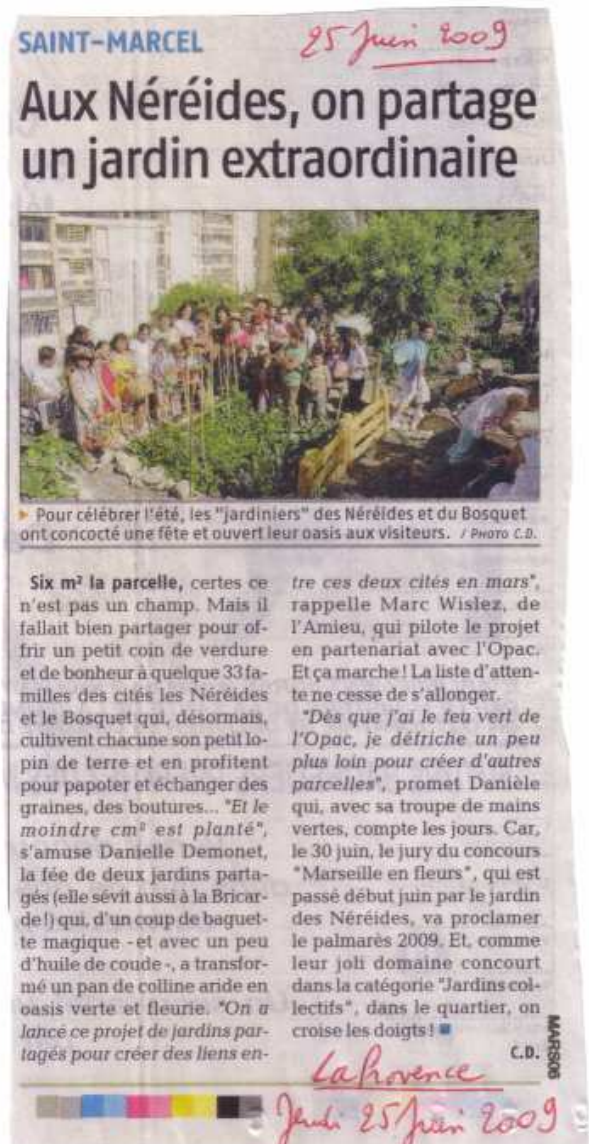 SAINT-MARCEL
25 Juin 2009
Aux Néréides, on partage
un jardin extraordinaire
Pour célébrer l'été, les "jardiniers" des Néréides et du Bosquet
ont concocté une fête et ouvert leur oasis aux visiteurs. / PHOTO C.D.
Six m² la parcelle, certes ce
n'est pas un champ. Mais il
fallait bien partager pour of-
frir un petit coin de verdure
et de bonheur à quelque 33 fa-
milles des cités les Néréides
et le Bosquet qui, désormais,
cultivent chacune son petit lo-
pin de terre et en profitent
pour papoter et échanger des
graines, des boutures... "Et le
moindre cm² est planté",
s'amuse Danielle Demonet,
la fée de deux jardins parta-
gés (elle sévit aussi à la Bricar-
de!) qui, d'un coup de baguet-
te magique -et avec un peu
d'huile de coude-, a transfor-
mé un pan de colline aride en
oasis verte et fleurie. "On a
lancé ce projet de jardins par-
tagés pour créer des liens en-
tre ces deux cités en mars",
rappelle Marc Wislez, de
l'Amieu, qui pilote le projet
en partenariat avec l'Opac.
Et ça marche! La liste d'atten-
te ne cesse de s'allonger.
"Dès que j'ai le feu vert de
l'Opac, je défriche un peu
plus loin pour créer d'autres
parcelles", promet Danièle
qui, avec sa troupe de mains
vertes, compte les jours. Car,
le 30 juin, le jury du concours
"Marseille en fleurs", qui est
passé début juin par le jardin
des Néréides, va proclamer
le palmarès 2009. Et, comme
leur joli domaine concourt
dans la catégorie "Jardins col-
lectifs", dans le quartier, on
croise les doigts!
C.D.
MARS06
La Provence
Jeudi 25 Juin 2009